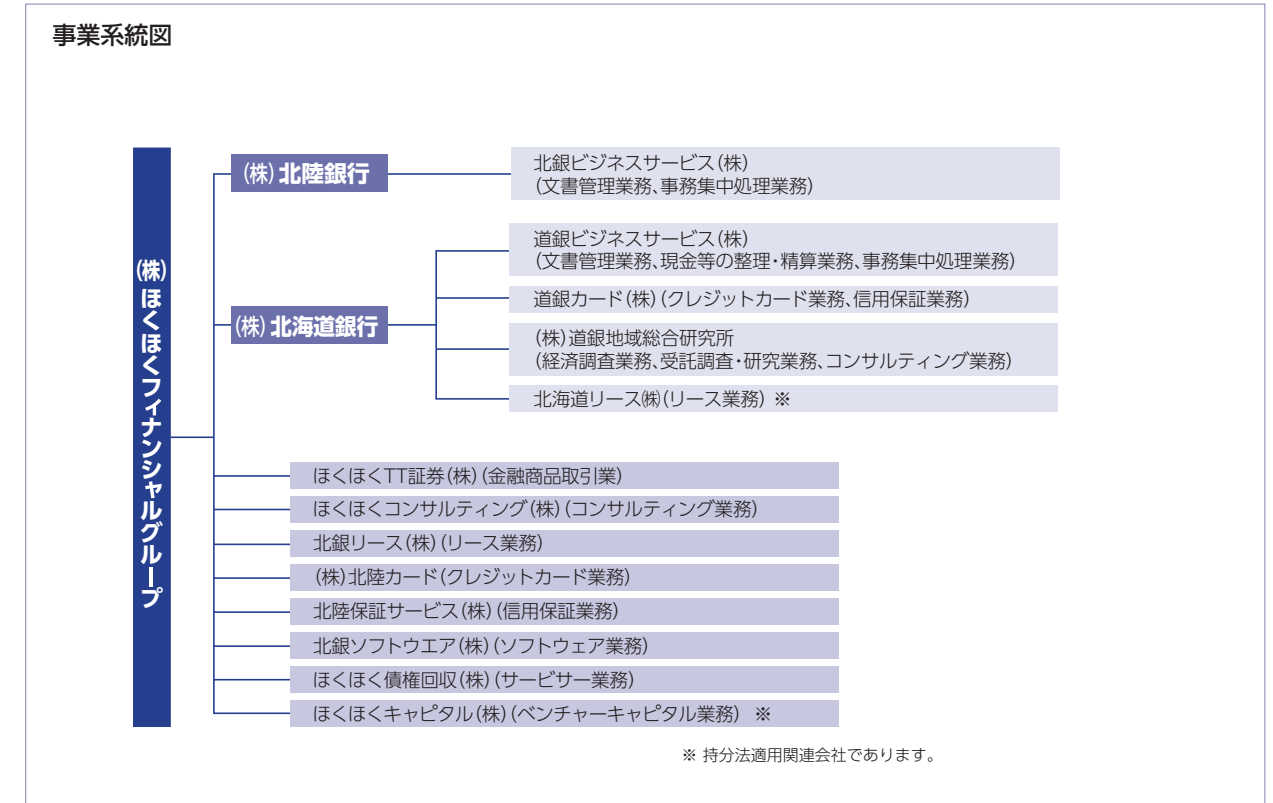 事業系統図
(株)ほくほくフィナンシャルグループ
(株)北陸銀行
北銀ビジネスサービス(株)
(文書管理業務、事務集中処理業務)
(株)北海道銀行
道銀ビジネスサービス(株)
(文書管理業務、現金等の整理・精算業務、事務集中処理業務)
道銀カード(株)(クレジットカード業務、信用保証業務)
(株)道銀地域総合研究所
(経済調査業務、受託調査・研究業務、コンサルティング業務)
北海道リース㈱(リース業務) ※
ほくほくTT証券(株)(金融商品取引業)
ほくほくコンサルティング(株)(コンサルティング業務)
北銀リース(株)(リース業務)
(株)北陸カード(クレジットカード業務)
北陸保証サービス(株)(信用保証業務)
北銀ソフトウエア(株)(ソフトウェア業務)
ほくほく債権回収(株)(サービサー業務)
ほくほくキャピタル(株)(ベンチャーキャピタル業務) ※
※ 持分法適用関連会社であります。